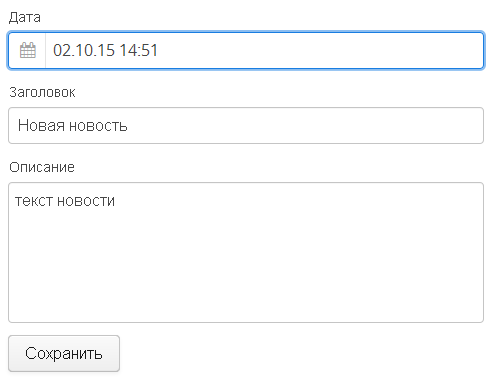 Дата
02.10.15 14:51
Заголовок
Новая новость
Описание
текст новости
Сохранить